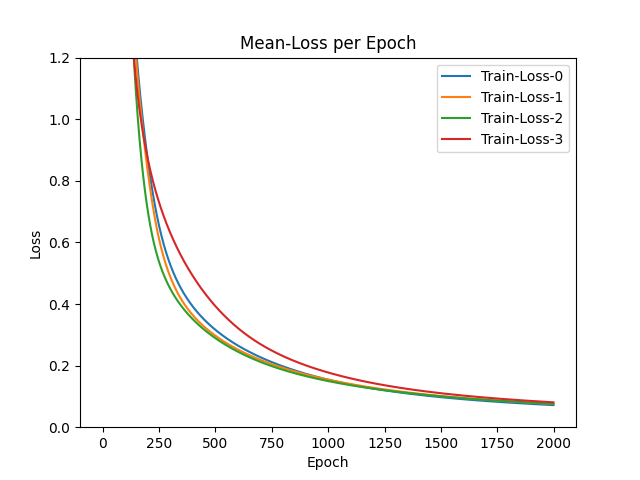 Mean-Loss per Epoch
Train-Loss-0
Train-Loss-1
Train-Loss-2
Train-Loss-3
Loss
1.2
1.0
0.8
0.6
0.4
0.2
0.0
0 250 500 750 1000 1250 1500 1750 2000
Epoch